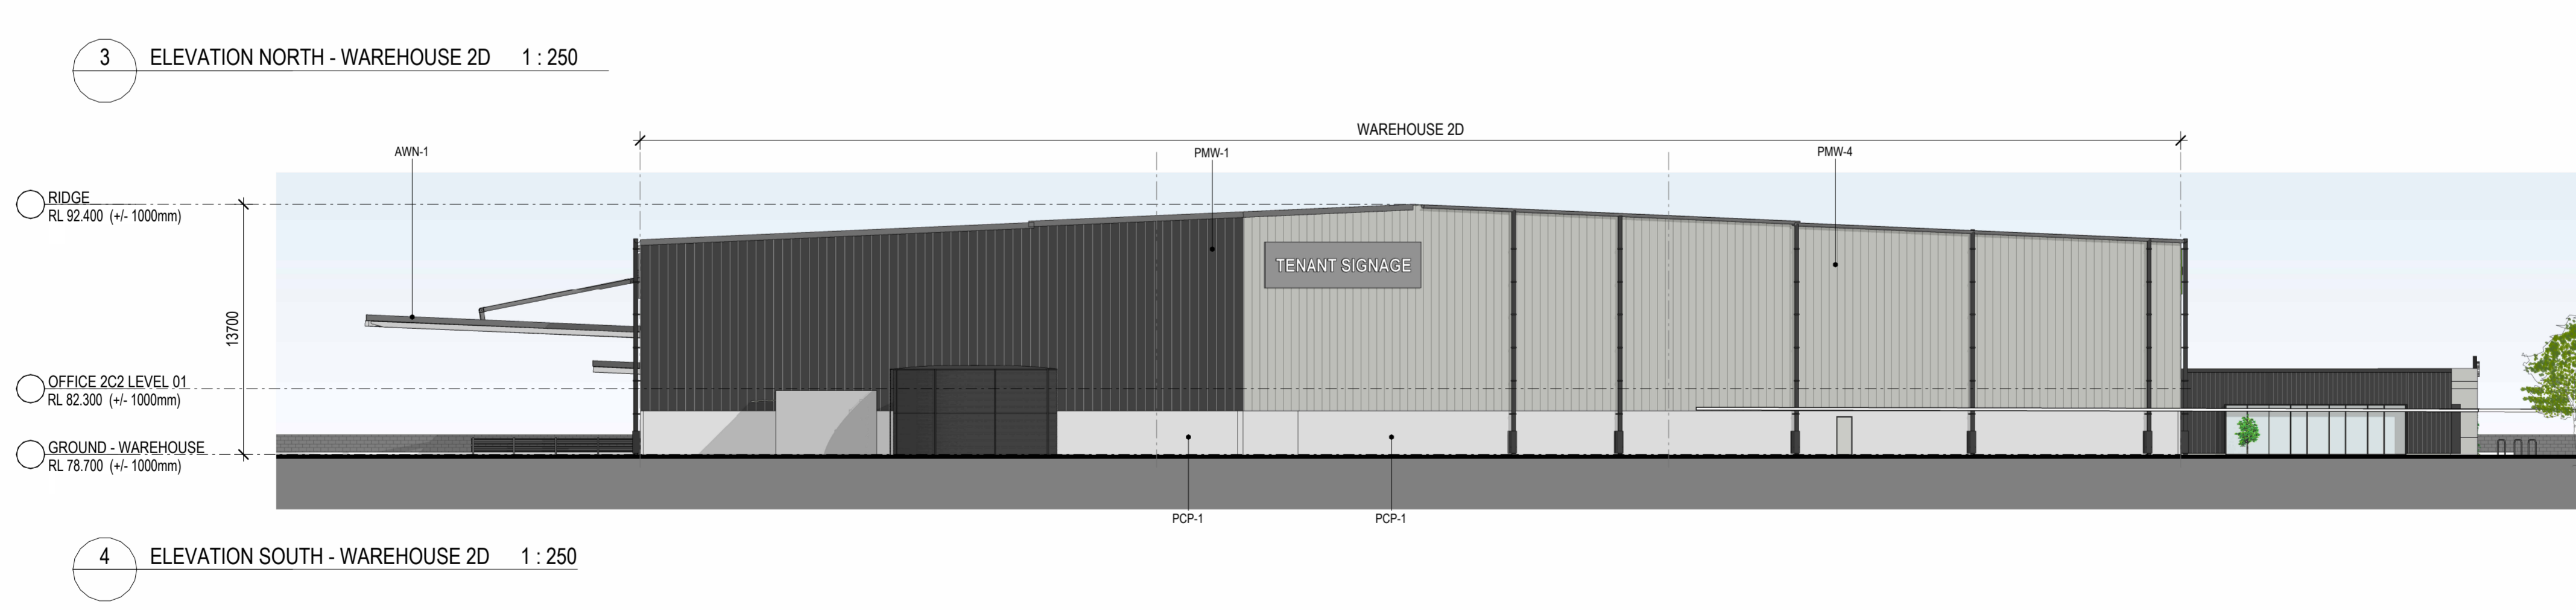 3 ELEVATION NORTH - WAREHOUSE 2D 1 : 250
WAREHOUSE 2D
AWN-1
PMW-1
PMW-4
RIDGE
RL 92.400 (+/- 1000mm)
TENANT SIGNAGE
13700
OFFICE 2C2 LEVEL 01
RL 82.300 (+/- 1000mm)
GROUND - WAREHOUSE
RL 78.700 (+/- 1000mm)
PCP-1
PCP-1
4 ELEVATION SOUTH - WAREHOUSE 2D 1 : 250